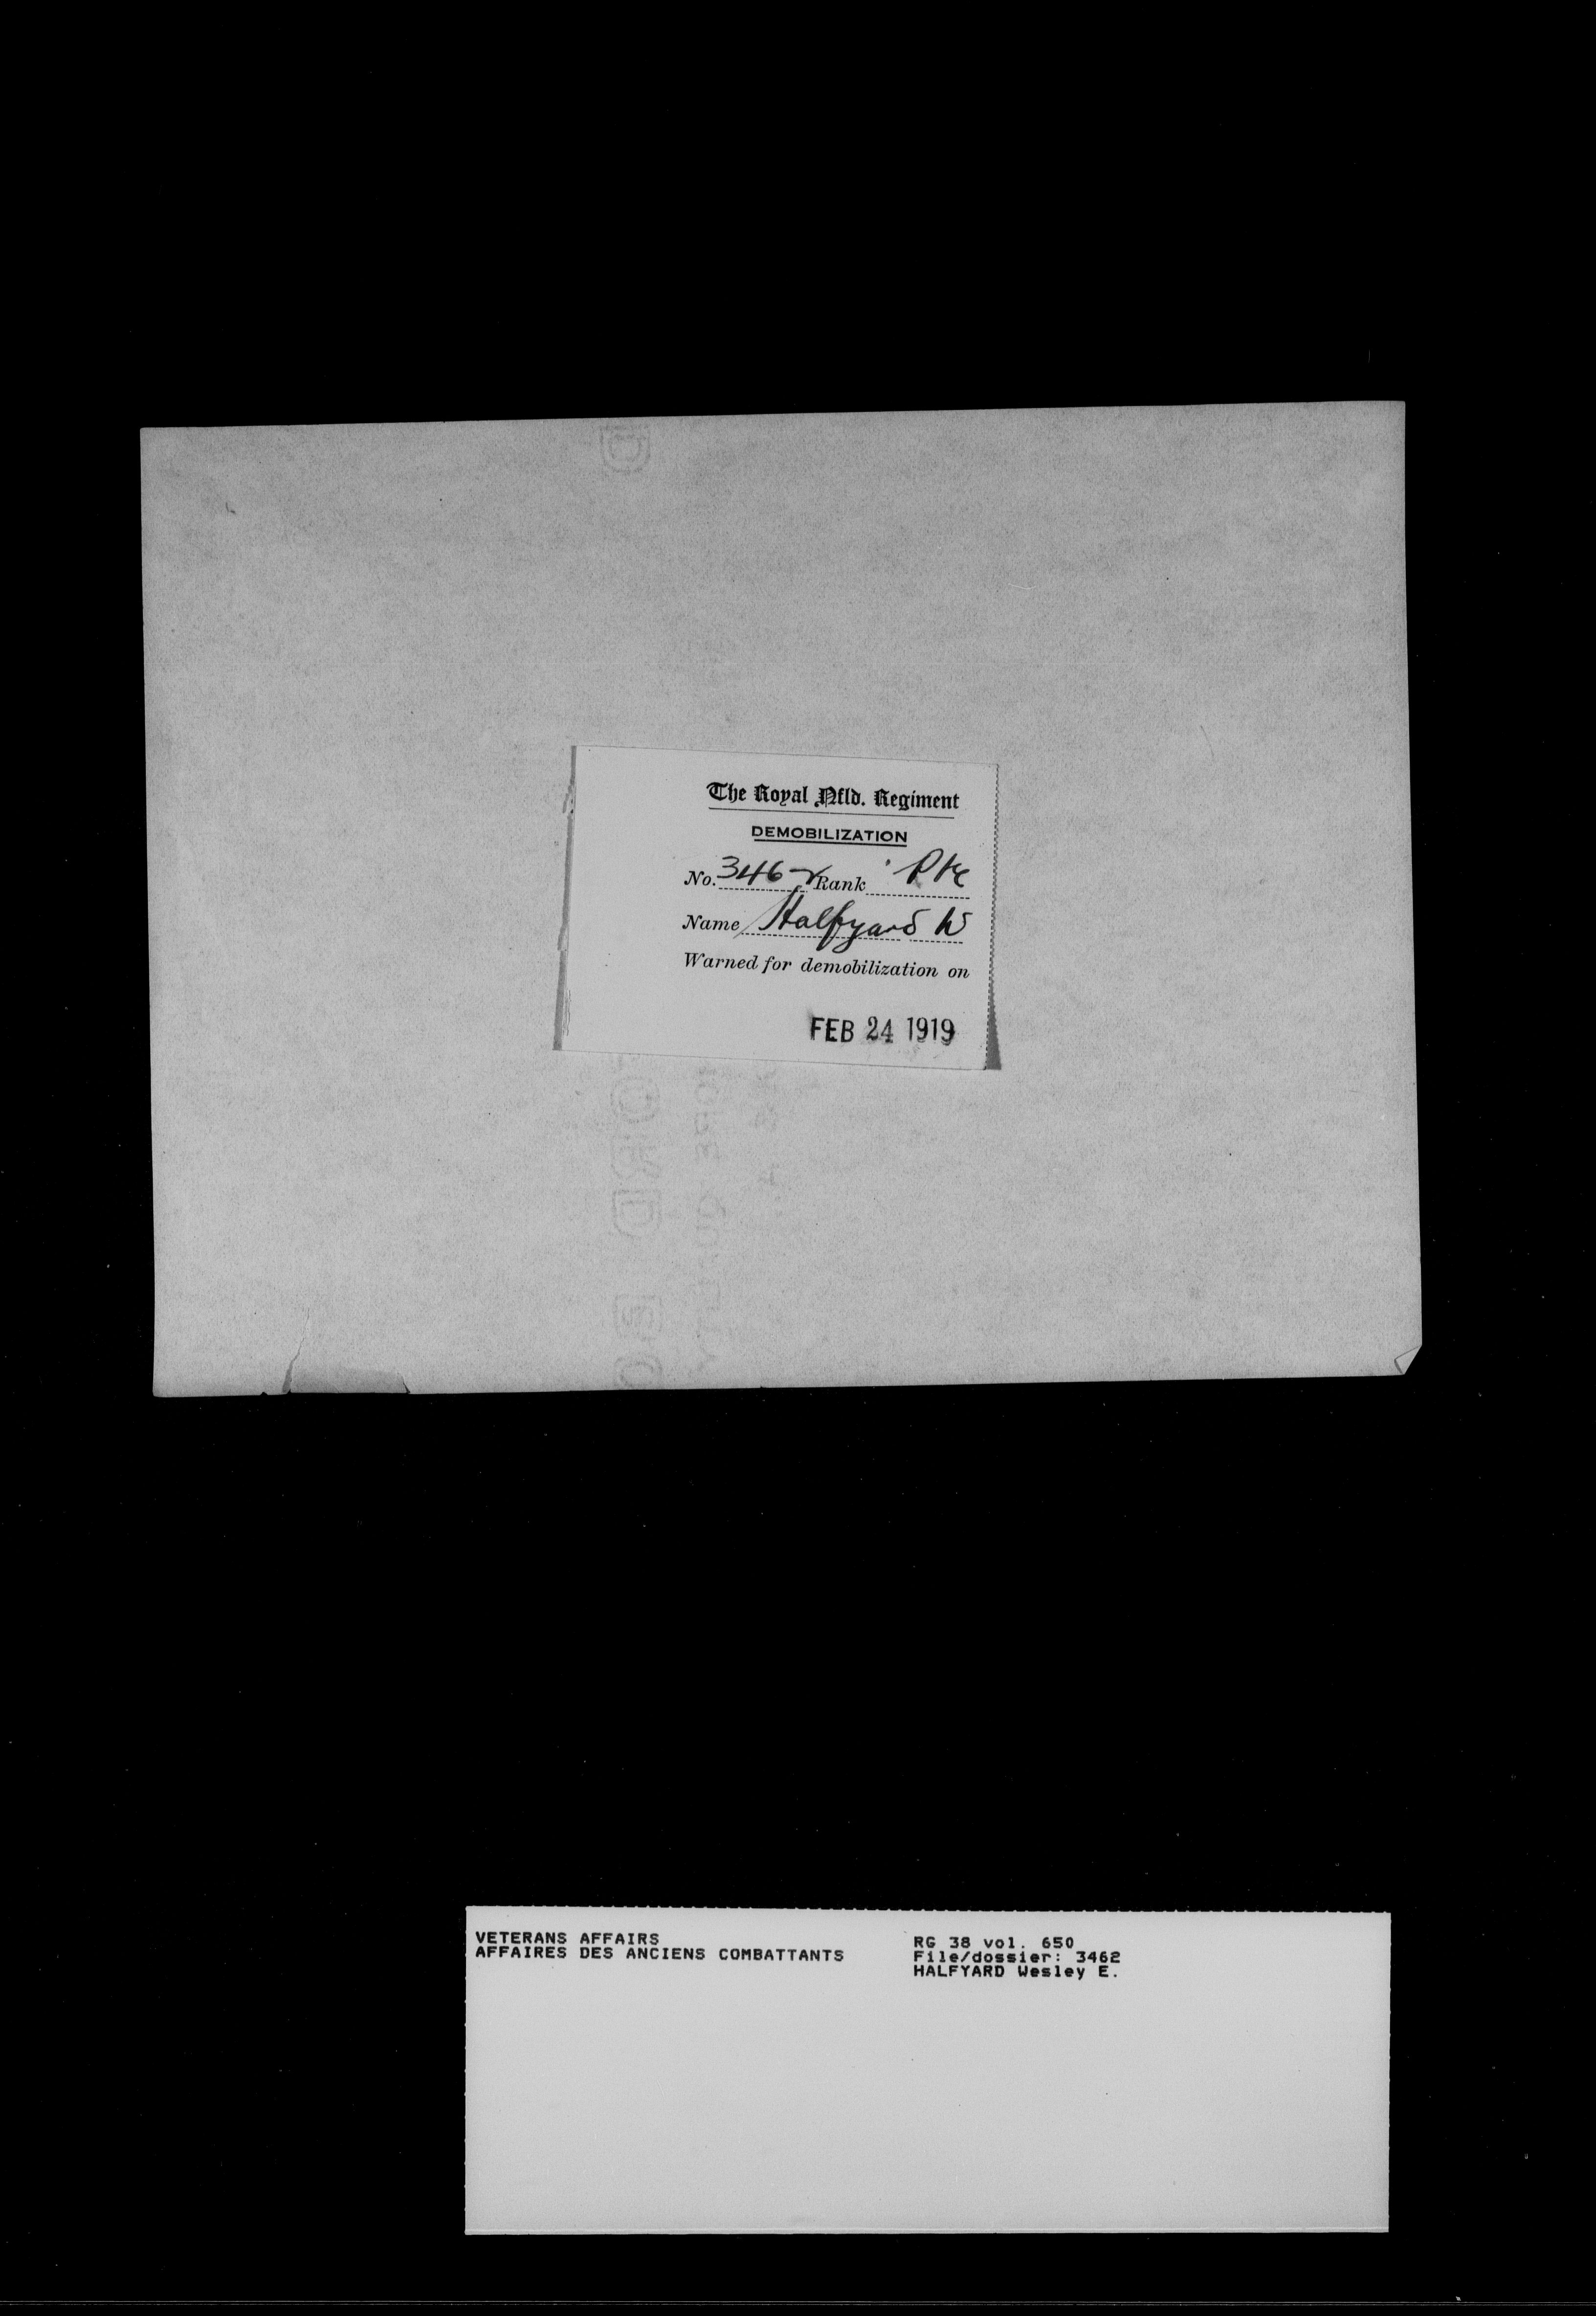 The Royal Nfld. Regiment
DEMOBILIZATION
No. 3462 Rank Pte
Name Halfyard W
Warned for demobilization on
FEB 24 1919
VETERANS AFFAIRS
AFFAIRES DES ANCIENS COMBATTANTS
RG 38 vol. 650
File/dossier: 3462
HALFYARD Wesley E.